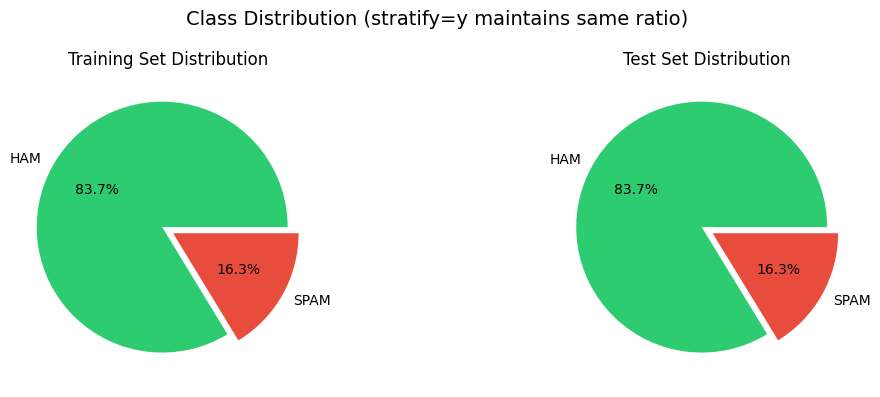 Class Distribution (stratify=y maintains same ratio)
Training Set Distribution
HAM
83.7%
16.3%
SPAM
Test Set Distribution
HAM
83.7%
16.3%
SPAM